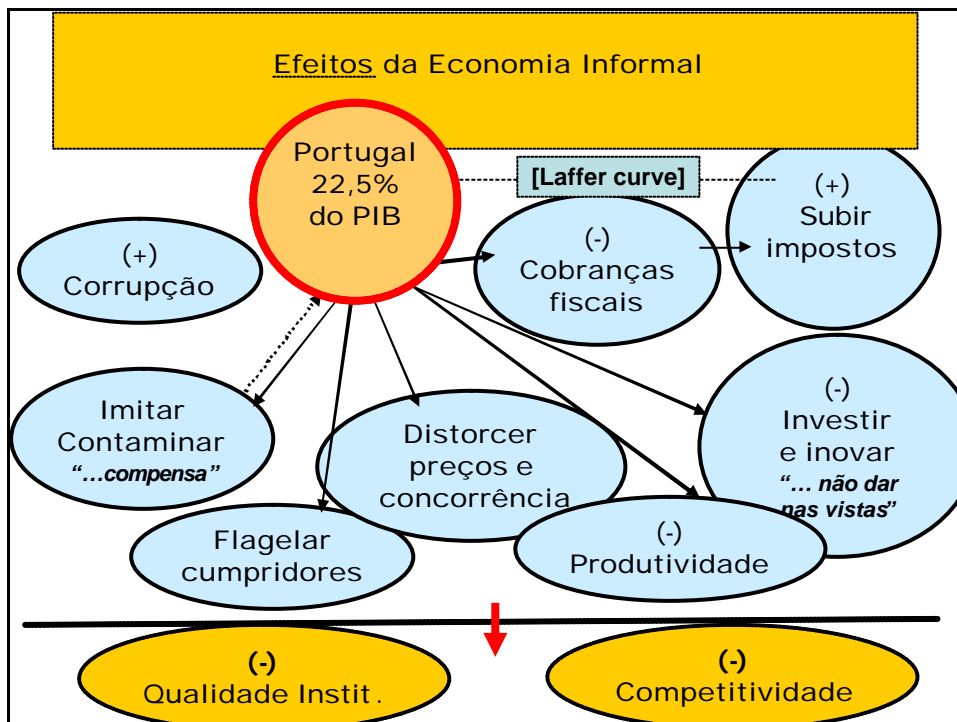 Efeitos da Economia Informal
Portugal
22,5%
do PIB
[Laffer curve]
(+)
Subir
impostos
(-)
Cobranças
fiscais
(+)
Corrupção
Imitar
Contaminar
“…compensa”
Distorcer
preços e
concorrência
(-)
Investir
e inovar
“… não dar
nas vistas”
Flagelar
cumpridores
(-)
Produtividade
(-)
Qualidade Instit.
(-)
Competitividade